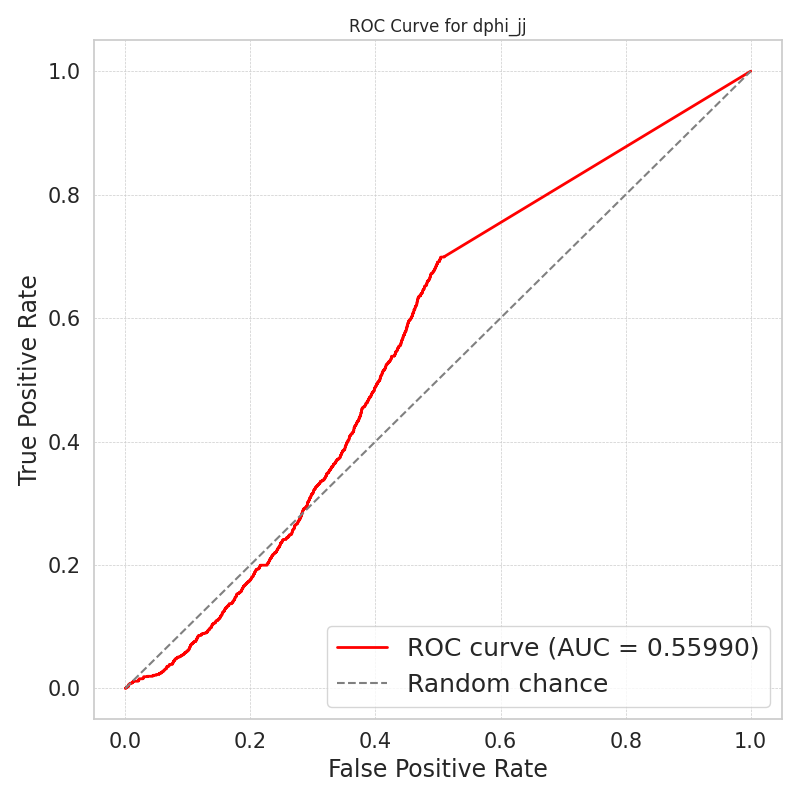 ROC Curve for dphi_jj
True Positive Rate
1.0
0.8
0.6
0.4
0.2
0.0
ROC curve (AUC = 0.55990)
Random chance
0.0 0.2 0.4 0.6 0.8 1.0
False Positive Rate